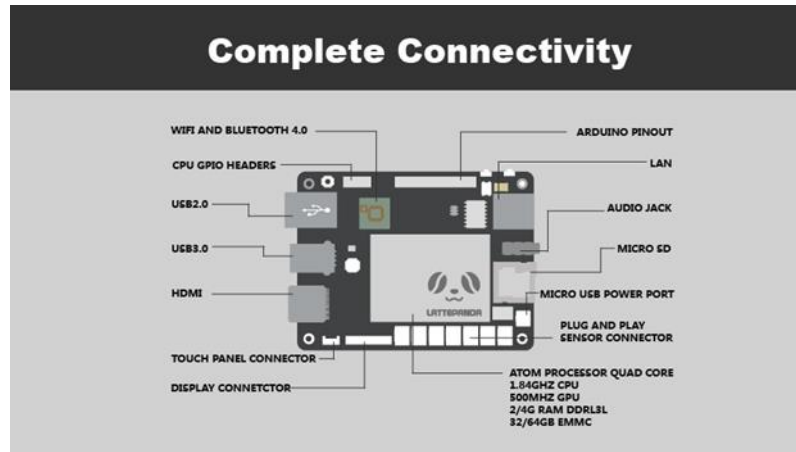 Complete Connectivity
WIFI AND BLUETOOTH 4.0
CPU GPIO HEADERS
USB2.0
USB3.0
HDMI
TOUCH PANEL CONNECTOR
DISPLAY CONNETCTOR
ARDUINO PINOUT
LAN
AUDIO JACK
MICRO SD
MICRO USB POWER PORT
PLUG AND PLAY
SENSOR CONNECTOR
ATOM PROCESSOR QUAD CORE
1.84GHZ CPU
500MHZ GPU
2/4G RAM DDRL3L
32/64GB EMMC
LATTEPANDA